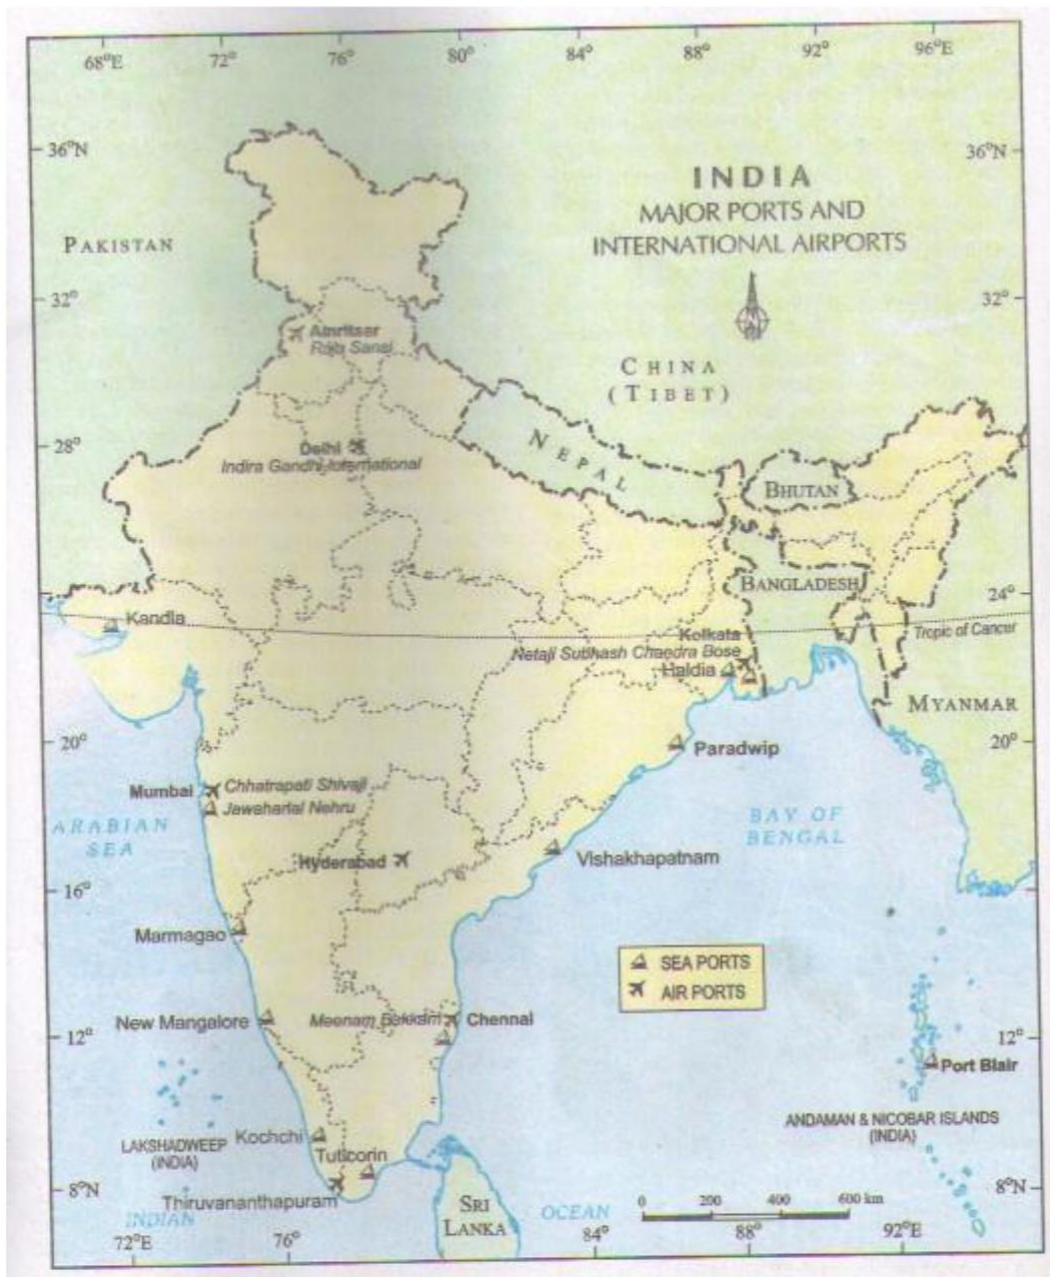 68°E 72° 76° 80° 84° 88° 92° 96°E
36°N 36°N
INDIA
MAJOR PORTS AND
INTERNATIONAL AIRPORTS
PAKISTAN
32° 32°
Amritsar
Raja Sansi
CHINA
(TIBET)
NEPAL
28° 28°
Delhi
Indira Gandhi International
BHUTAN
BANGLADESH
24°
Kandla
Tropic of Cancer
Kolkata
Netaji Subhash Chandra Bose
Haldia
MYANMAR
20° 20°
Paradwip
Mumbai
Chhatrapati Shivaji
Jawaharlal Nehru
ARABIAN
SEA
BAY OF
BENGAL
Hyderabad
Vishakhapatnam
16° 16°
Marmagao
SEA PORTS
AIR PORTS
New Mangalore
Meenam Bakkam
Chennai
12° 12°
Port Blair
ANDAMAN & NICOBAR ISLANDS
(INDIA)
LAKSHADWEEP
(INDIA)
Kochchi
Tuticorin
8°N 8°N
Thiruvananthapuram
INDIAN OCEAN
SRI
LANKA
0 200 400 600 km
72°E 76° 84° 88° 92°E